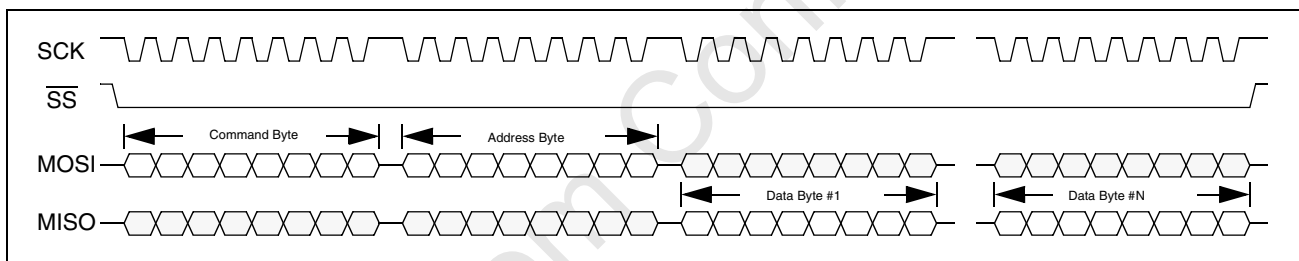 SCK
SS
Command Byte
Address Byte
MOSI
Data Byte #1
Data Byte #N
MISO